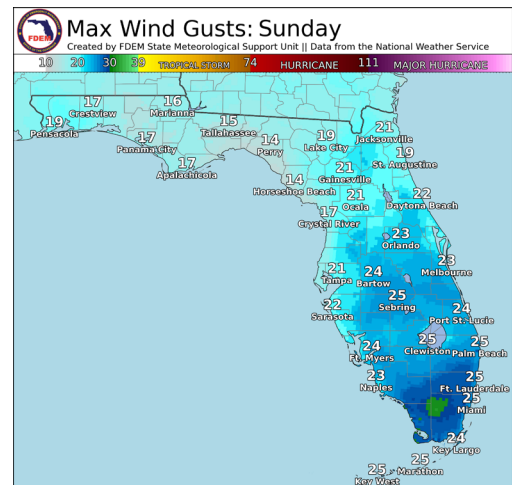 FDEM
Max Wind Gusts: Sunday
Created by FDEM State Meteorological Support Unit || Data from the National Weather Service
10 20 30 39 TROPICAL STORM 74 HURRICANE 111 MAJOR HURRICANE
17
Crestview
16
Marianna
19
Pensacola
15
Tallahassee
21
Jacksonville
17
Panama City
14
Perry
19
Lake City
19
St. Augustine
17
Apalachicola
21
Gainesville
14
Horseshoe Beach
21
Ocala
22
Daytona Beach
17
Crystal River
23
Orlando
21
Tampa
24
Bartow
23
Melbourne
25
Sebring
22
Sarasota
24
Port St. Lucie
24
Ft. Myers
25
Clewiston
25
Palm Beach
23
Naples
25
Ft. Lauderdale
25
Miami
24
Key Largo
25
Marathon
25
Key West